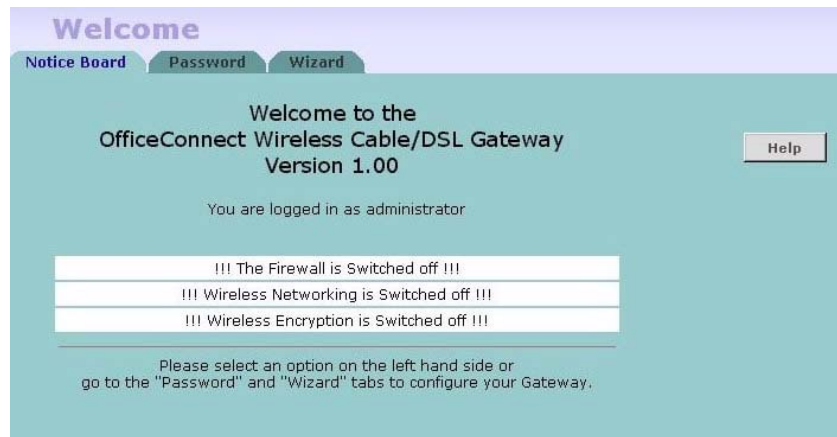 Welcome
Notice Board
Password
Wizard
Welcome to the
OfficeConnect Wireless Cable/DSL Gateway
Version 1.00
Help
You are logged in as administrator
!!! The Firewall is Switched off !!!
!!! Wireless Networking is Switched off !!!
!!! Wireless Encryption is Switched off !!!
Please select an option on the left hand side or
go to the "Password" and "Wizard" tabs to configure your Gateway.